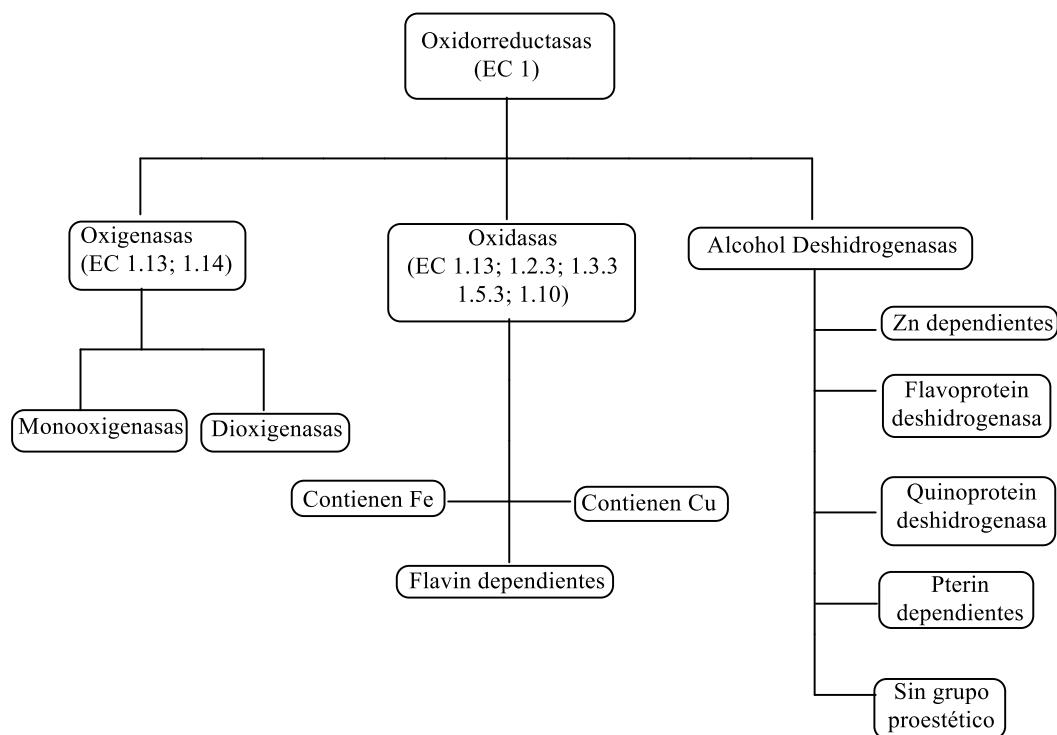 Oxidorreductasas
(EC 1)
Oxigenasas
(EC 1.13; 1.14)
Oxidasas
(EC 1.13; 1.2.3; 1.3.3
1.5.3; 1.10)
Alcohol Deshidrogenasas
Monooxigenasas
Dioxigenasas
Contienen Fe
Contienen Cu
Flavin dependientes
Zn dependientes
Flavoprotein
deshidrogenasa
Quinoprotein
deshidrogenasa
Pterin
dependientes
Sin grupo
proestético